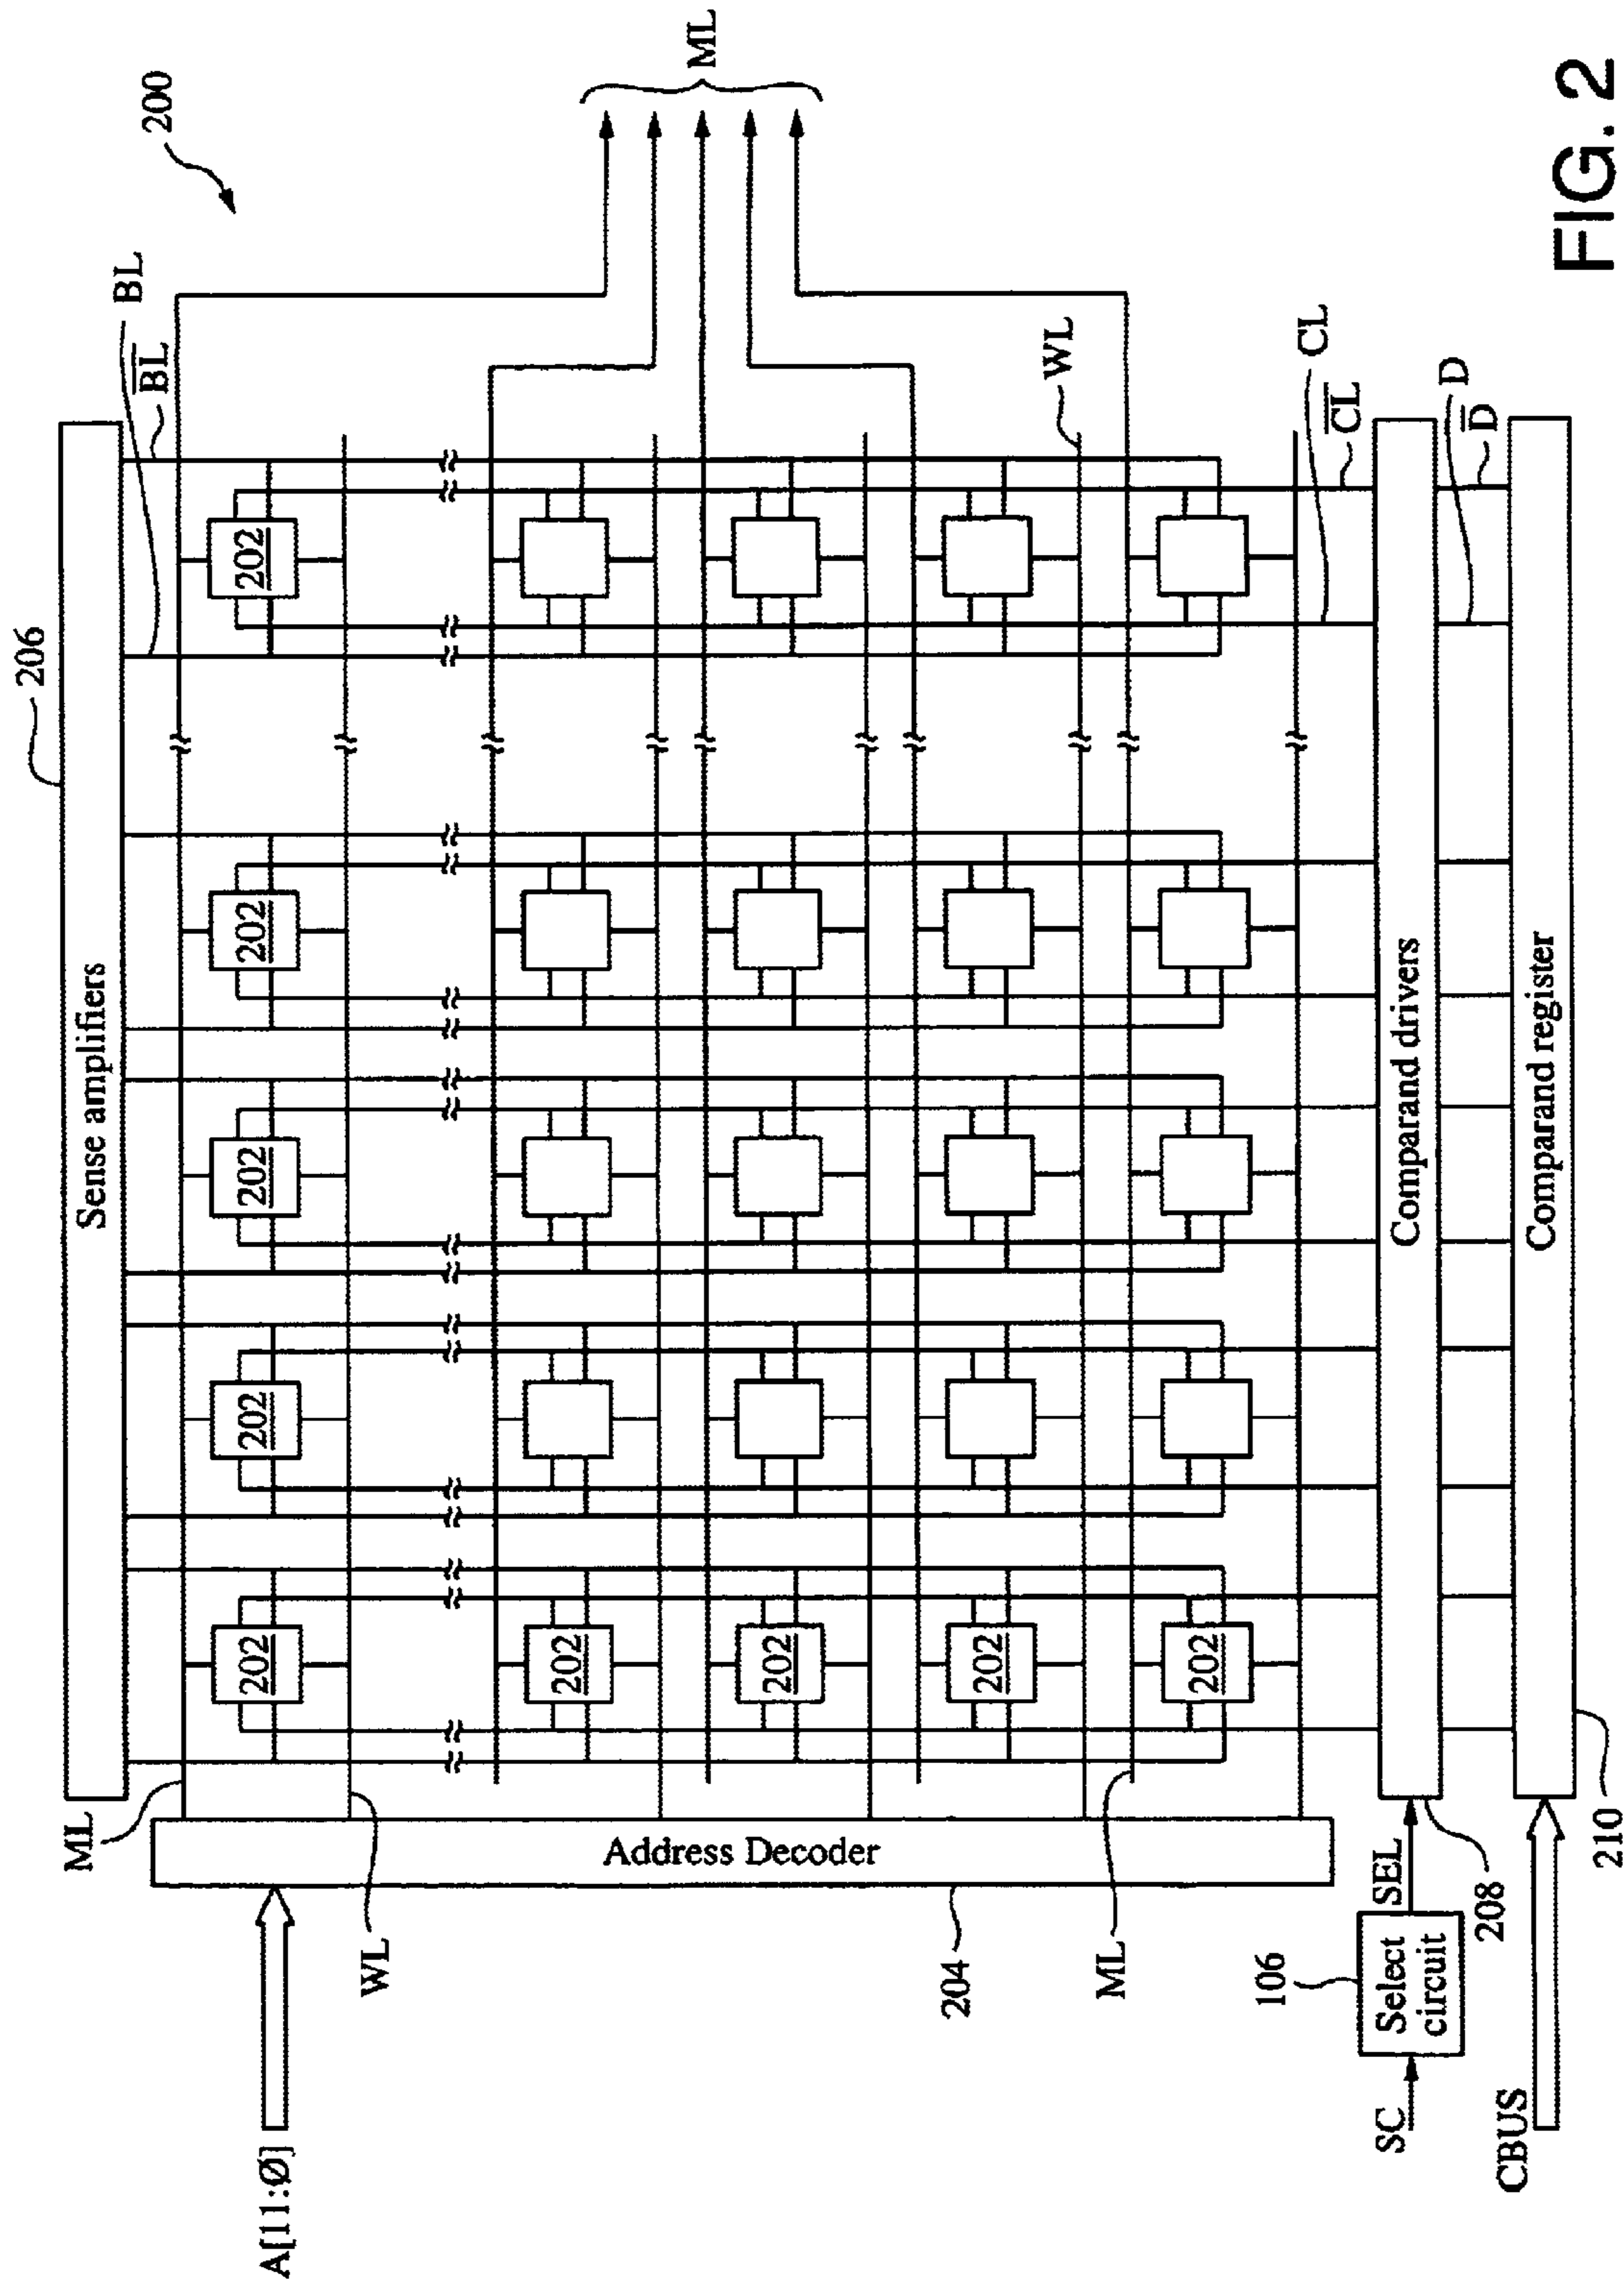 200
206
Sense amplifiers
BL
B̅L̅
ML
ML
202
202
202
202
202
A[11:Ø]
WL
Address Decoder
204
202
202
202
202
WL
ML
C̅L̅
CL
106
Select
circuit
SC
SEL
208
Comparand drivers
D
D̅
CBUS
Comparand register
210
FIG. 2